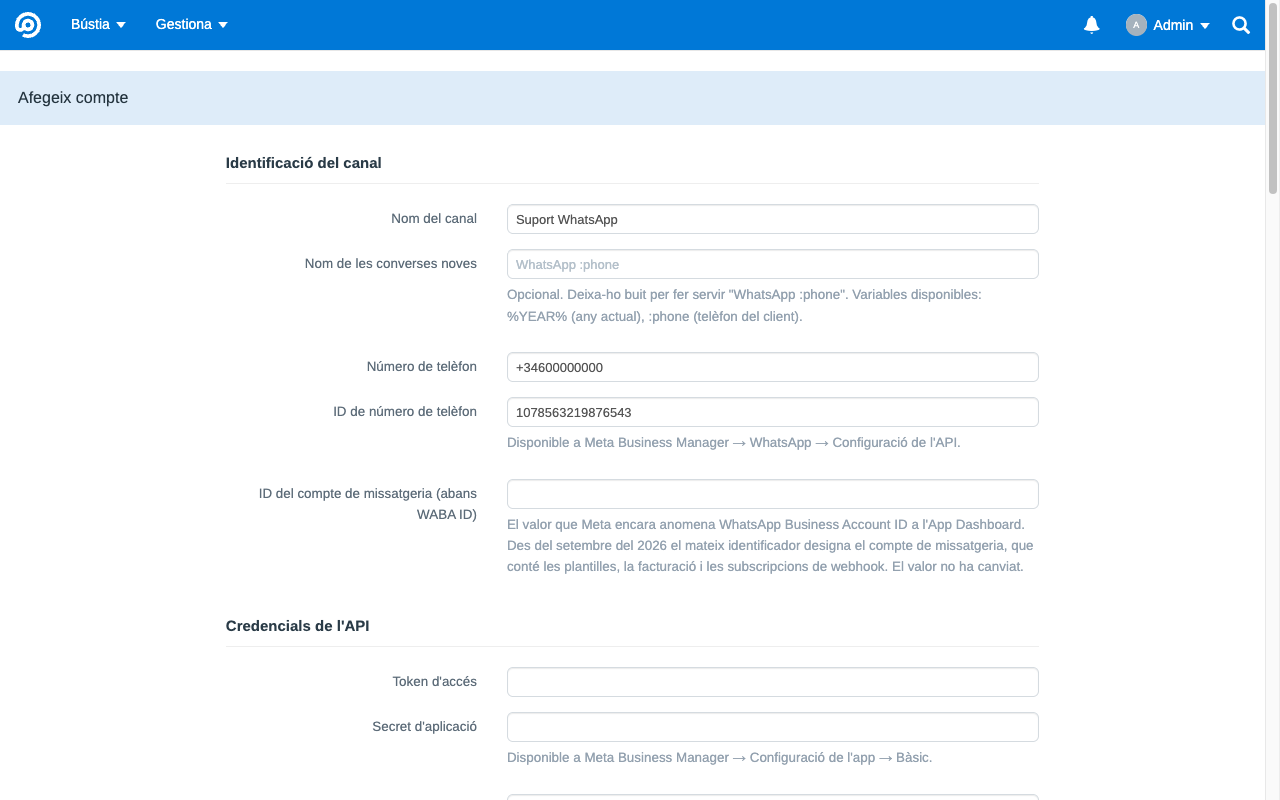 Bústia
Gestiona
A
Admin
Afegeix compte
Identificació del canal
Nom del canal
Suport WhatsApp
Nom de les converses noves
WhatsApp :phone
Opcional. Deixa-ho buit per fer servir "WhatsApp :phone". Variables disponibles:
%YEAR% (any actual), :phone (telèfon del client).
Número de telèfon
+34600000000
ID de número de telèfon
1078563219876543
Disponible a Meta Business Manager → WhatsApp → Configuració de l'API.
ID del compte de missatgeria (abans
WABA ID)
El valor que Meta encara anomena WhatsApp Business Account ID a l'App Dashboard.
Des del setembre del 2026 el mateix identificador designa el compte de missatgeria, que
conté les plantilles, la facturació i les subscripcions de webhook. El valor no ha canviat.
Credencials de l'API
Token d'accés
Secret d'aplicació
Disponible a Meta Business Manager → Configuració de l'app → Bàsic.